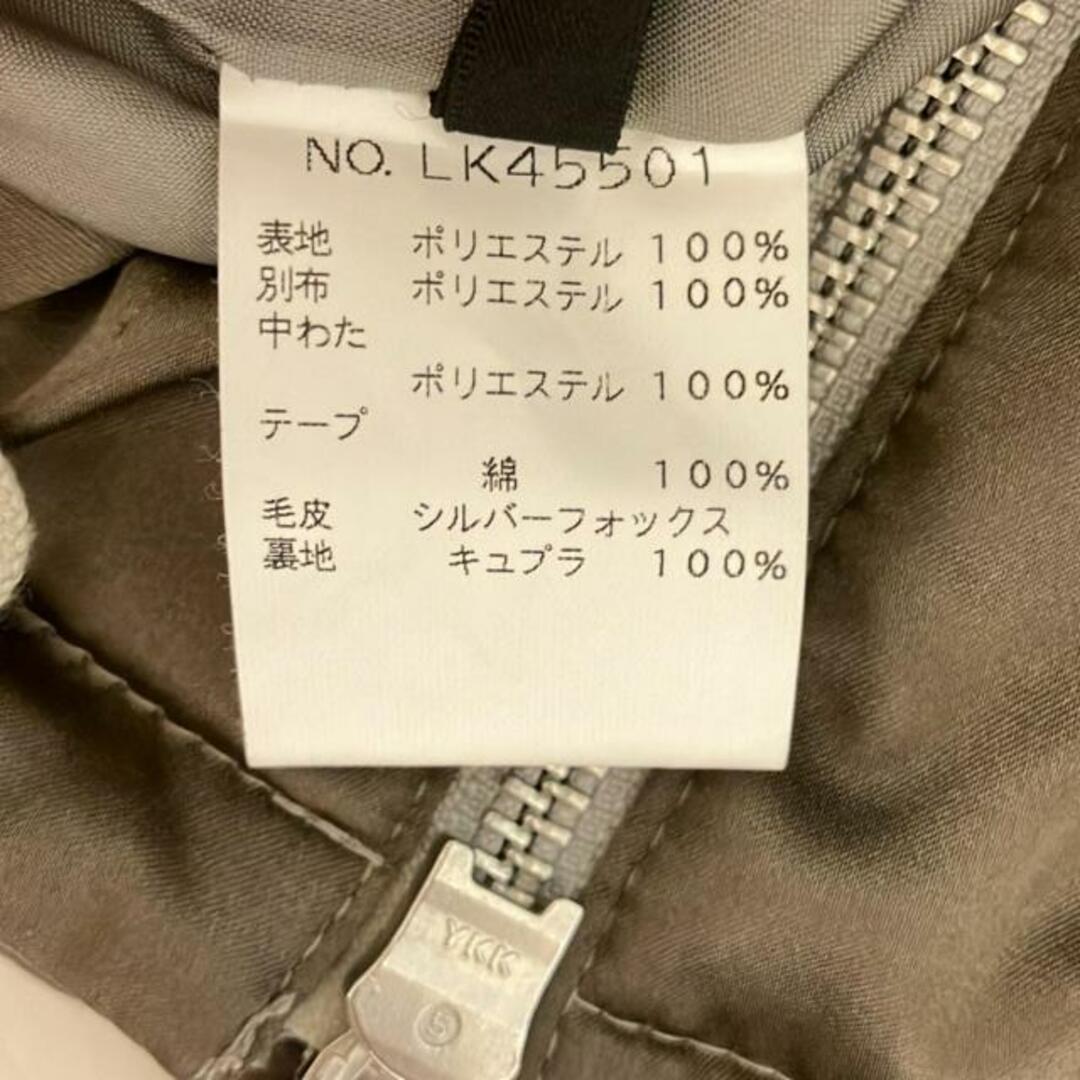 NO. LK45501
表地 ポリエステル 100%
別布 ポリエステル 100%
中わた
ポリエステル 100%
テープ
綿 100%
毛皮 シルバーフォックス
裏地 キュプラ 100%
YKK
5